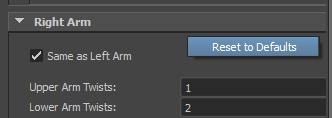 Right Arm
Same as Left Arm
Reset to Defaults
Upper Arm Twists: 1
Lower Arm Twists: 2